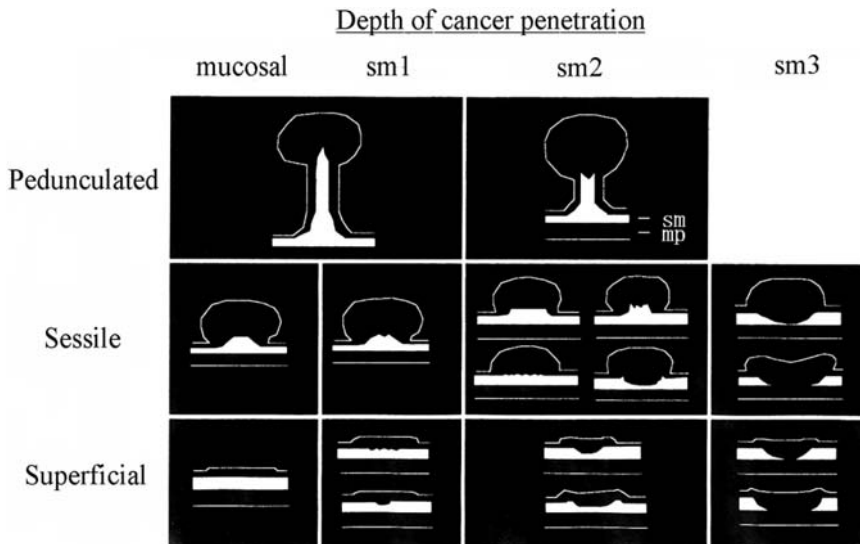 Depth of cancer penetration
mucosal sm1 sm2 sm3
Pedunculated
sm
mp
Sessile
Superficial